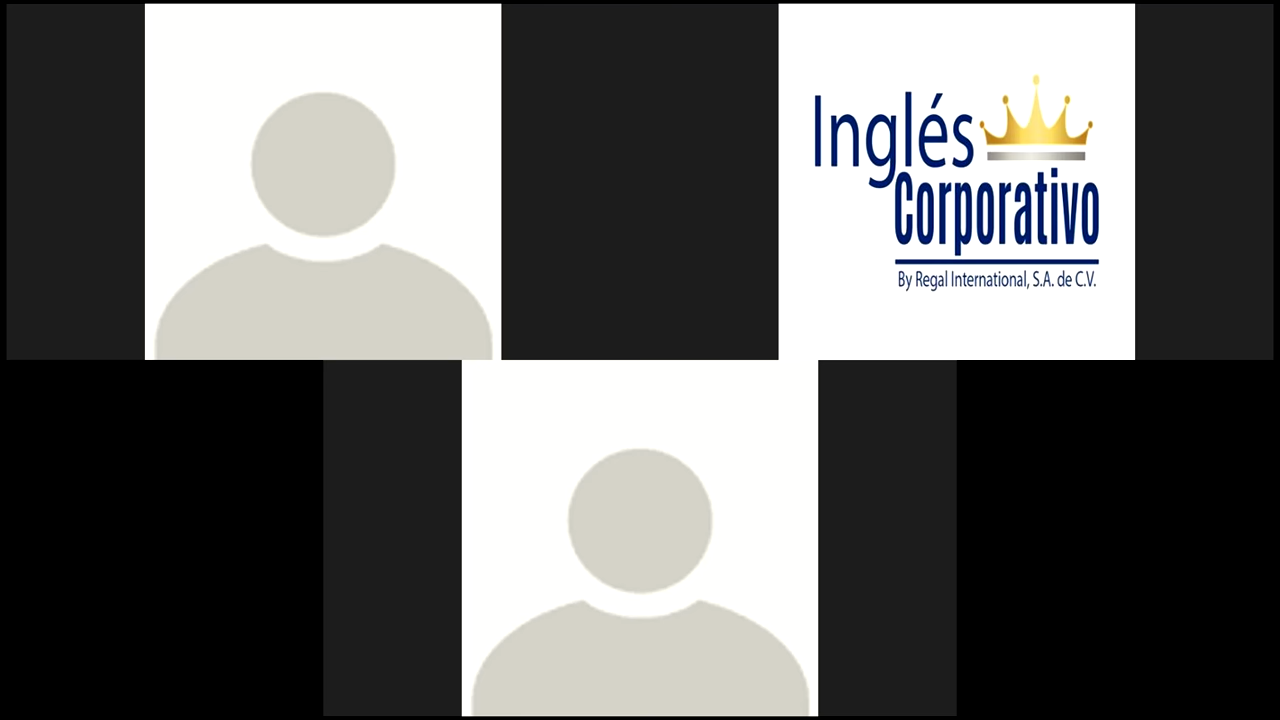 Inglés
Corporativo
By Regal International, S.A. de C.V.